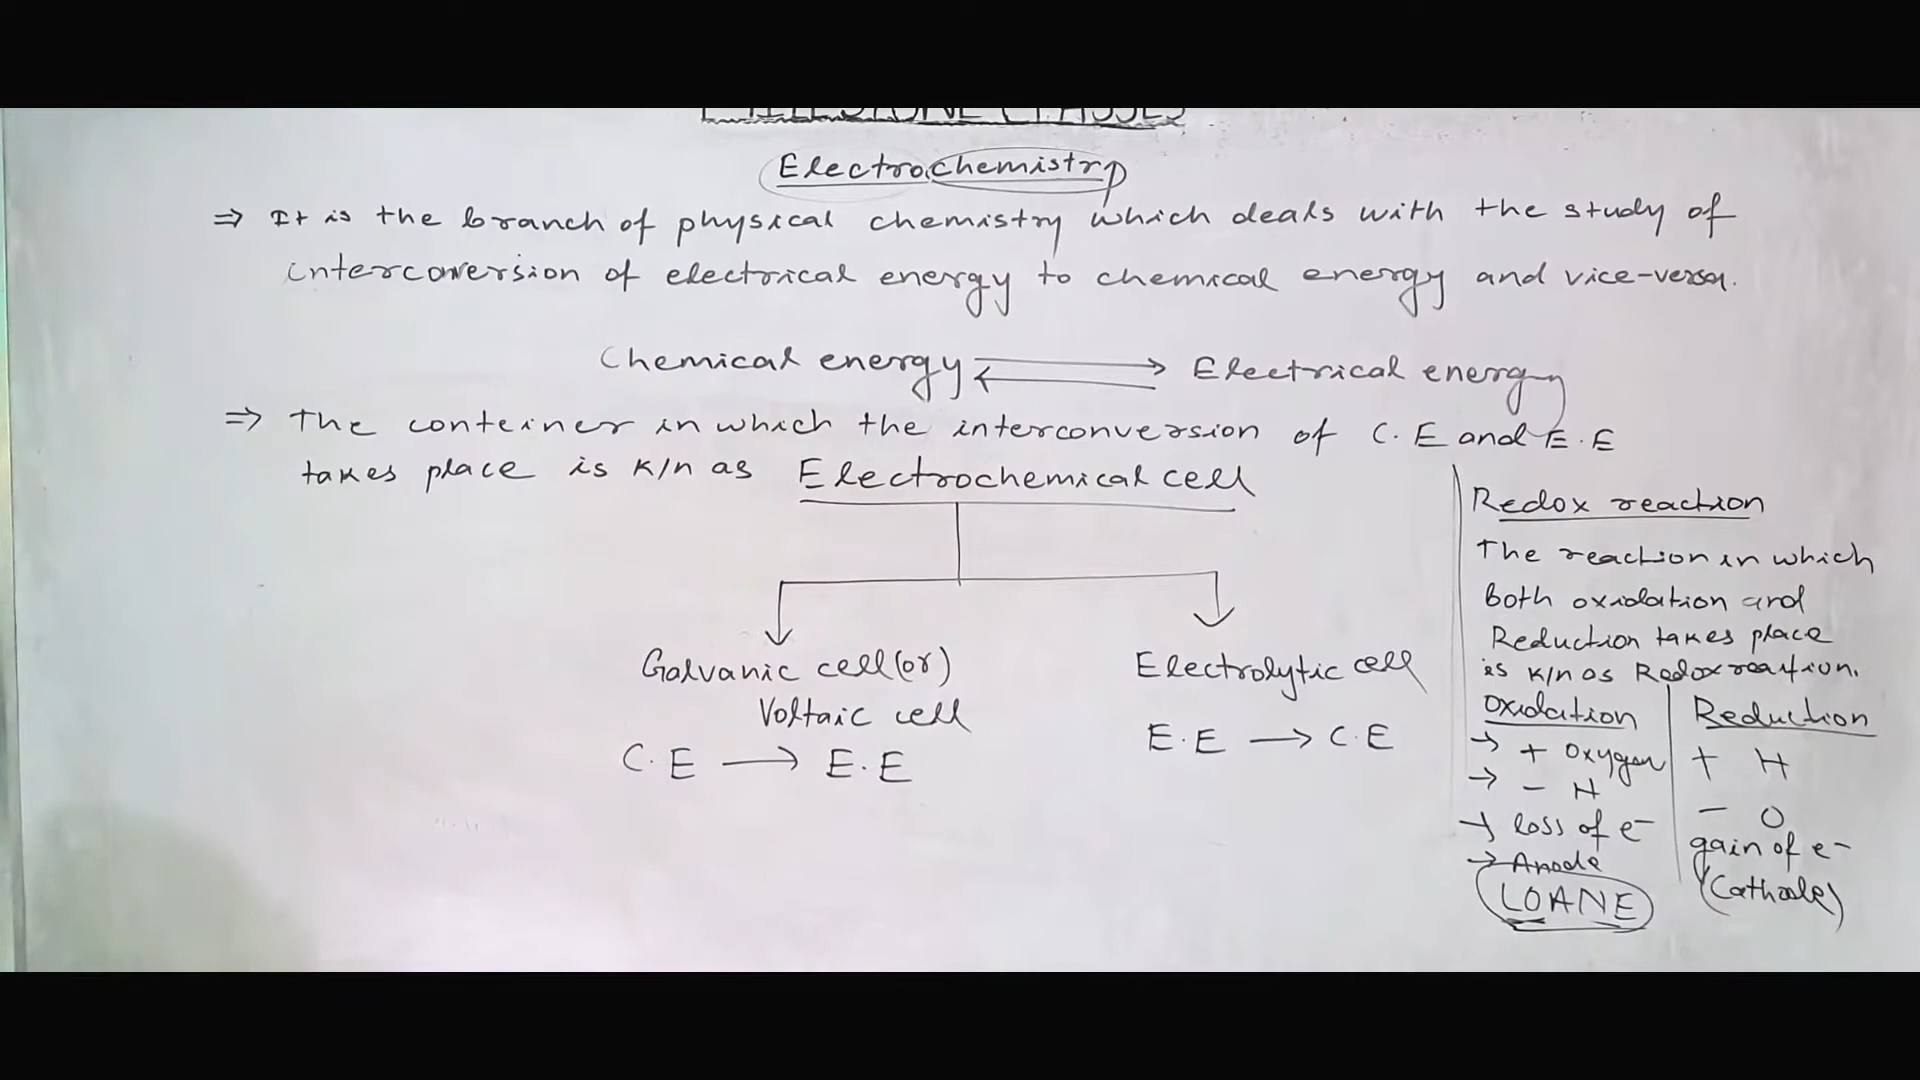 Electrochemistry
⇒ It is the branch of physical chemistry which deals with the study of
interconversion of electrical energy to chemical energy and vice-versa.
Chemical energy ⇌ Electrical energy
⇒ The conteiner in which the interconversion of C.E and E.E
takes place is k/n as Electrochemical cell
Galvanic cell (or)
Voltaic cell
C.E → E.E
Electrolytic cell
E.E → C.E
Redox reaction
The reaction in which
both oxidation and
Reduction takes place
is k/n as Redox reaction.
Oxidation
→ + Oxygen
→ - H
→ loss of e-
→ Anode
LOANE
Reduction
+ H
- O
gain of e-
(Cathode)